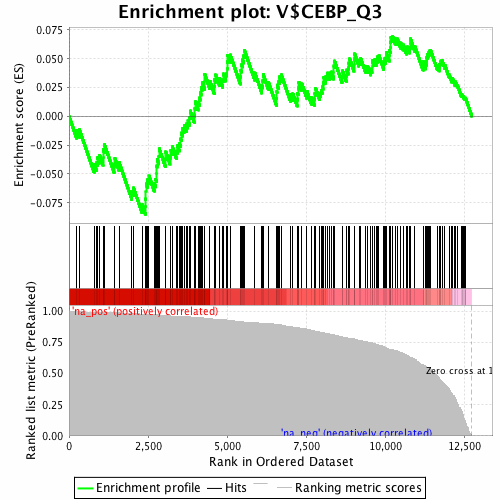 Enrichment plot: V$CEBP_Q3
Enrichment score (ES)
0.075
0.050
0.025
0.000
-0.025
-0.050
-0.075
'na_pos' (positively correlated)
Ranked list metric (PreRanked)
1.00
0.75
0.50
0.25
0.00
Zero cross at 1
'na_neg' (negatively correlated)
0 2,500 5,000 7,500 10,000 12,500
Rank in Ordered Dataset
Enrichment profile Hits Ranking metric scores